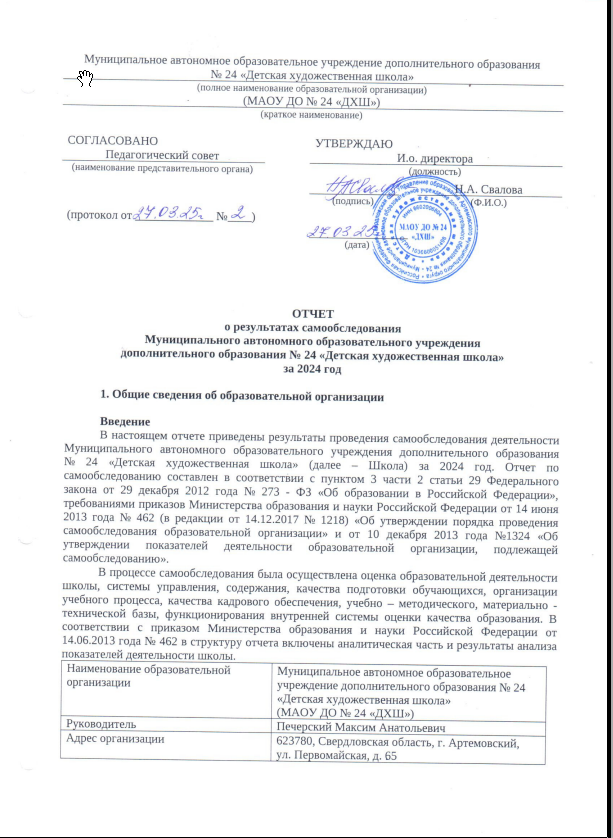 Муниципальное автономное образовательное учреждение дополнительного образования
№ 24 «Детская художественная школа»
(полное наименование образовательной организации)
(МАОУ ДО № 24 «ДХШ»)
(краткое наименование)
СОГЛАСОВАНО
Педагогический совет
(наименование представительного органа)
(протокол от 27.03.25г № 2 )
УТВЕРЖДАЮ
И.о. директора
(должность)
Н.А. Свалова
(подпись) (Ф.И.О.)
27.03.25
(дата)
МАОУ ДО № 24
«ДХШ»
ОТЧЕТ
о результатах самообследования
Муниципального автономного образовательного учреждения
дополнительного образования № 24 «Детская художественная школа»
за 2024 год
1. Общие сведения об образовательной организации
Введение
В настоящем отчете приведены результаты проведения самообследования деятельности
Муниципального автономного образовательного учреждения дополнительного образования
№ 24 «Детская художественная школа» (далее – Школа) за 2024 год. Отчет по
самообследованию составлен в соответствии с пунктом 3 части 2 статьи 29 Федерального
закона от 29 декабря 2012 года № 273 - ФЗ «Об образовании в Российской Федерации»,
требованиями приказов Министерства образования и науки Российской Федерации от 14 июня
2013 года № 462 (в редакции от 14.12.2017 № 1218) «Об утверждении порядка проведения
самообследования образовательной организации» и от 10 декабря 2013 года №1324 «Об
утверждении показателей деятельности образовательной организации, подлежащей
самообследованию».
В процессе самообследования была осуществлена оценка образовательной деятельности
школы, системы управления, содержания, качества подготовки обучающихся, организации
учебного процесса, качества кадрового обеспечения, учебно – методического, материально -
технической базы, функционирования внутренней системы оценки качества образования. В
соответствии с приказом Министерства образования и науки Российской Федерации от
14.06.2013 года № 462 в структуру отчета включены аналитическая часть и результаты анализа
показателей деятельности школы.
Наименование образовательной
организации
Муниципальное автономное образовательное
учреждение дополнительного образования № 24
«Детская художественная школа»
(МАОУ ДО № 24 «ДХШ»)
Руководитель
Печерский Максим Анатольевич
Адрес организации
623780, Свердловская область, г. Артемовский,
ул. Первомайская, д. 65